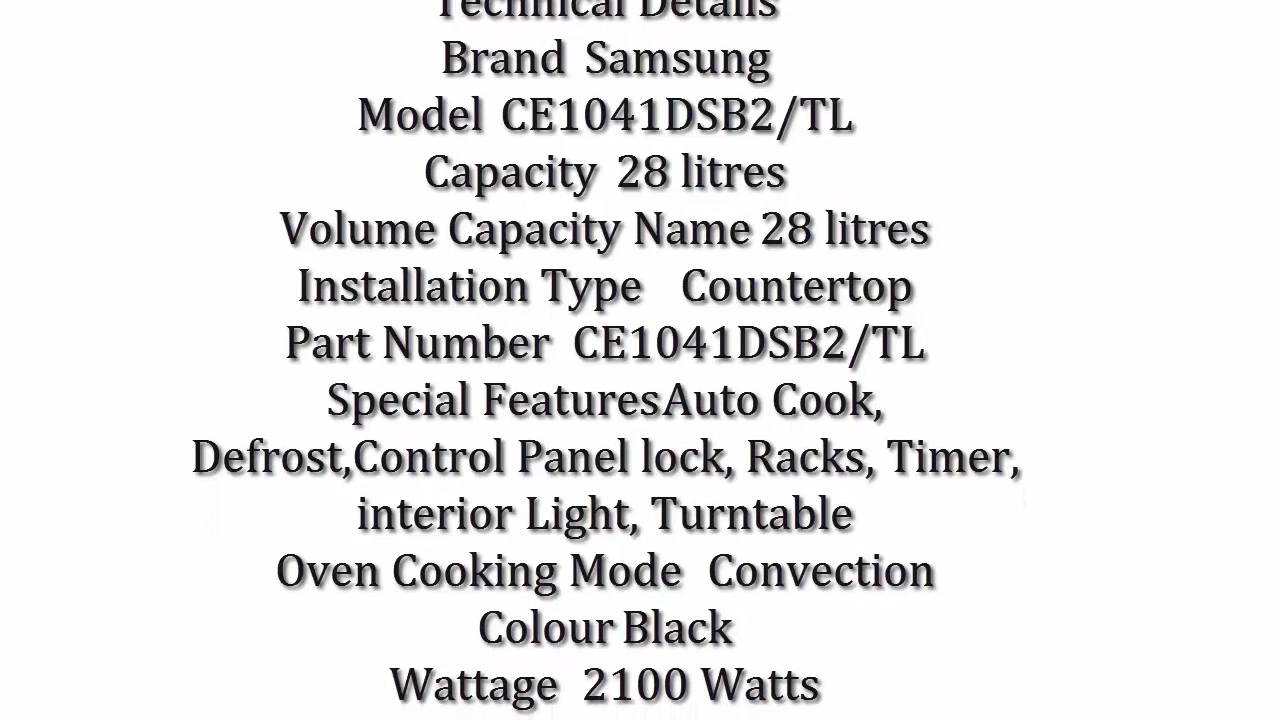 Technical Details
Brand Samsung
Model CE1041DSB2/TL
Capacity 28 litres
Volume Capacity Name 28 litres
Installation Type Countertop
Part Number CE1041DSB2/TL
Special FeaturesAuto Cook,
Defrost,Control Panel lock, Racks, Timer,
interior Light, Turntable
Oven Cooking Mode Convection
Colour Black
Wattage 2100 Watts